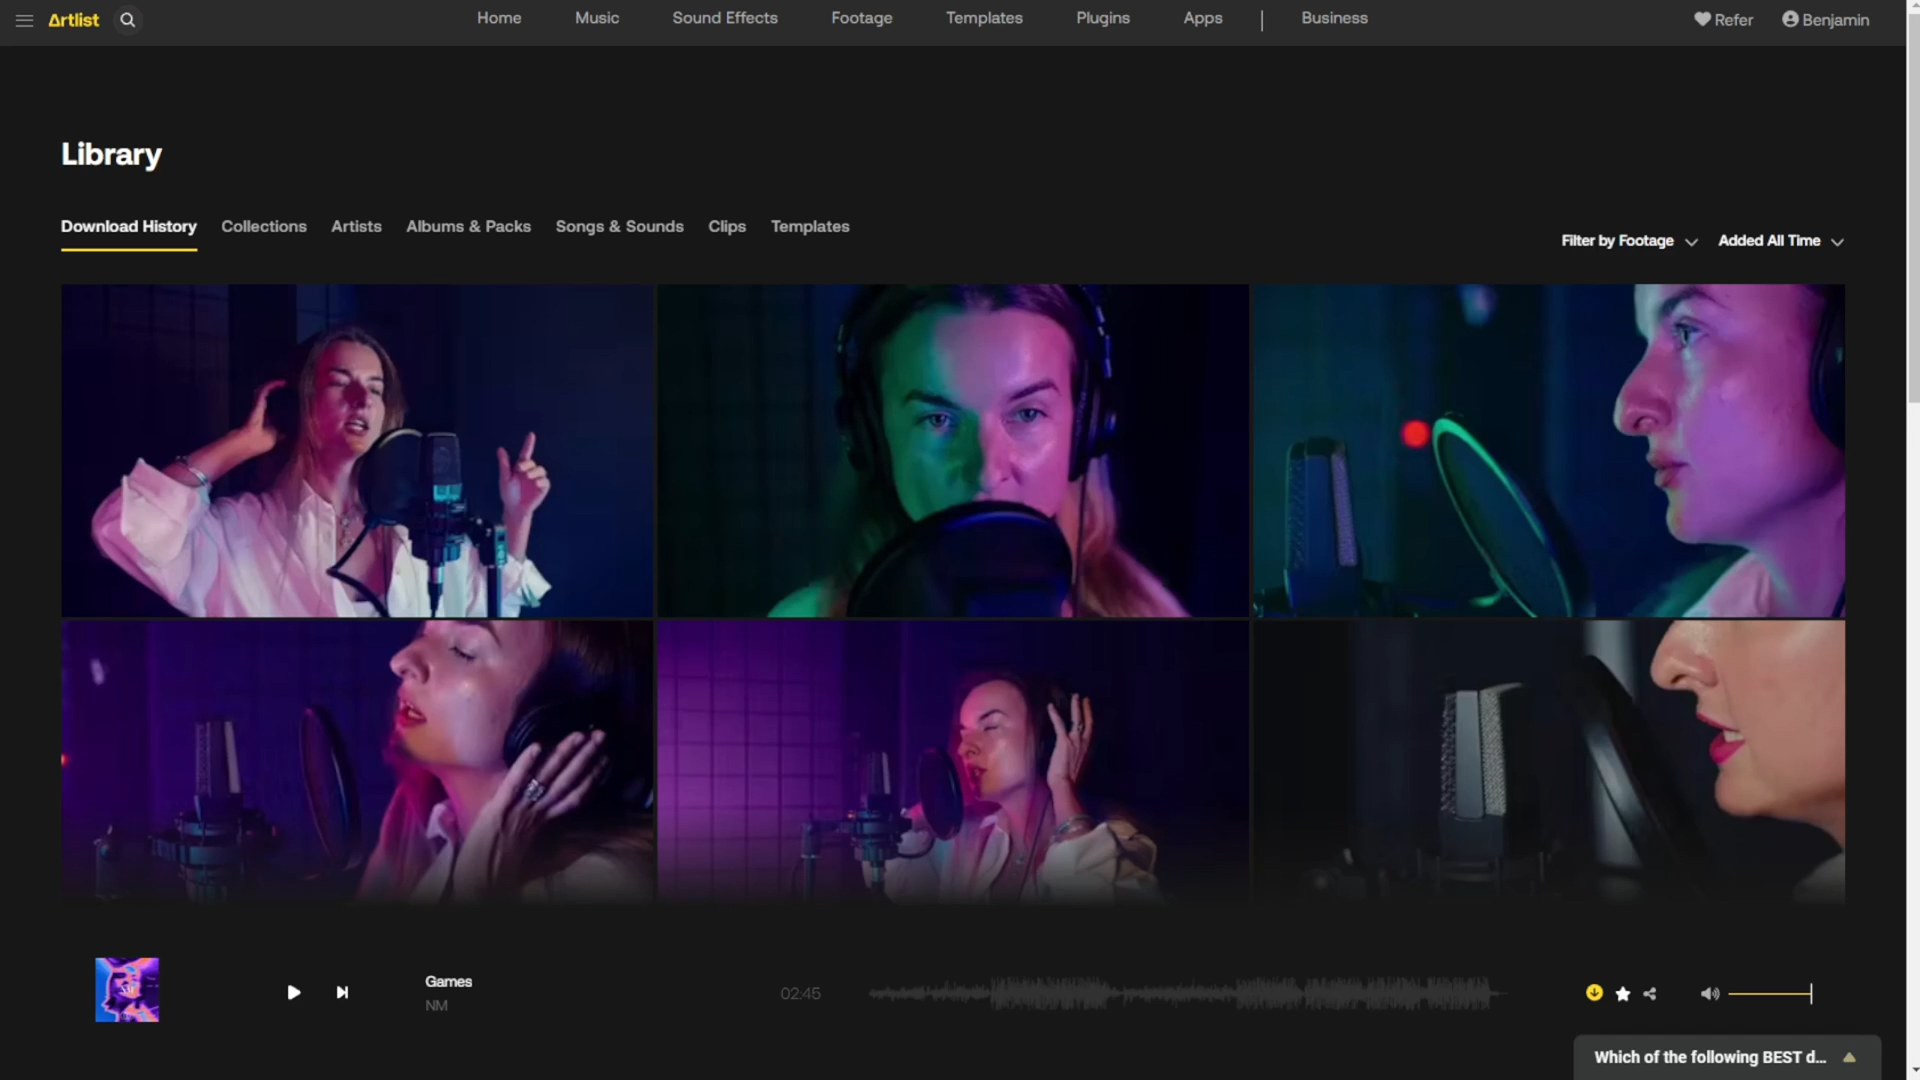 Artlist
Home Music Sound Effects Footage Templates Plugins Apps | Business
Refer Benjamin
Library
Download History Collections Artists Albums & Packs Songs & Sounds Clips Templates
Filter by Footage Added All Time
Games
NM
02:45
Which of the following BEST d...